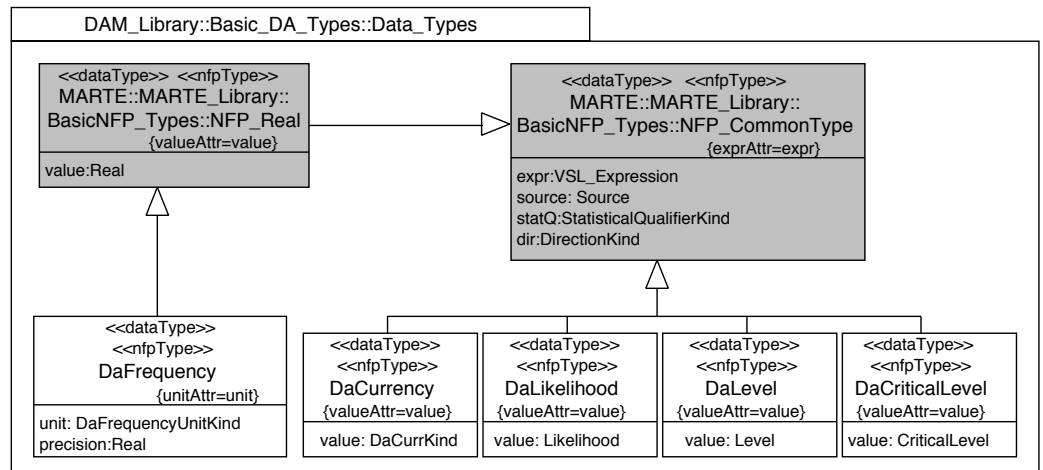 DAM_Library::Basic_DA_Types::Data_Types
<<dataType>> <<nfpType>>
MARTE::MARTE_Library::
BasicNFP_Types::NFP_Real
{valueAttr=value}
value:Real
<<dataType>> <<nfpType>>
MARTE::MARTE_Library::
BasicNFP_Types::NFP_CommonType
{exprAttr=expr}
expr:VSL_Expression
source: Source
statQ:StatisticalQualifierKind
dir:DirectionKind
<<dataType>>
<<nfpType>>
DaFrequency
{unitAttr=unit}
unit: DaFrequencyUnitKind
precision:Real
<<dataType>>
<<nfpType>>
DaCurrency
{valueAttr=value}
value: DaCurrKind
<<dataType>>
<<nfpType>>
DaLikelihood
{valueAttr=value}
value: Likelihood
<<dataType>>
<<nfpType>>
DaLevel
{valueAttr=value}
value: Level
<<dataType>>
<<nfpType>>
DaCriticalLevel
{valueAttr=value}
value: CriticalLevel